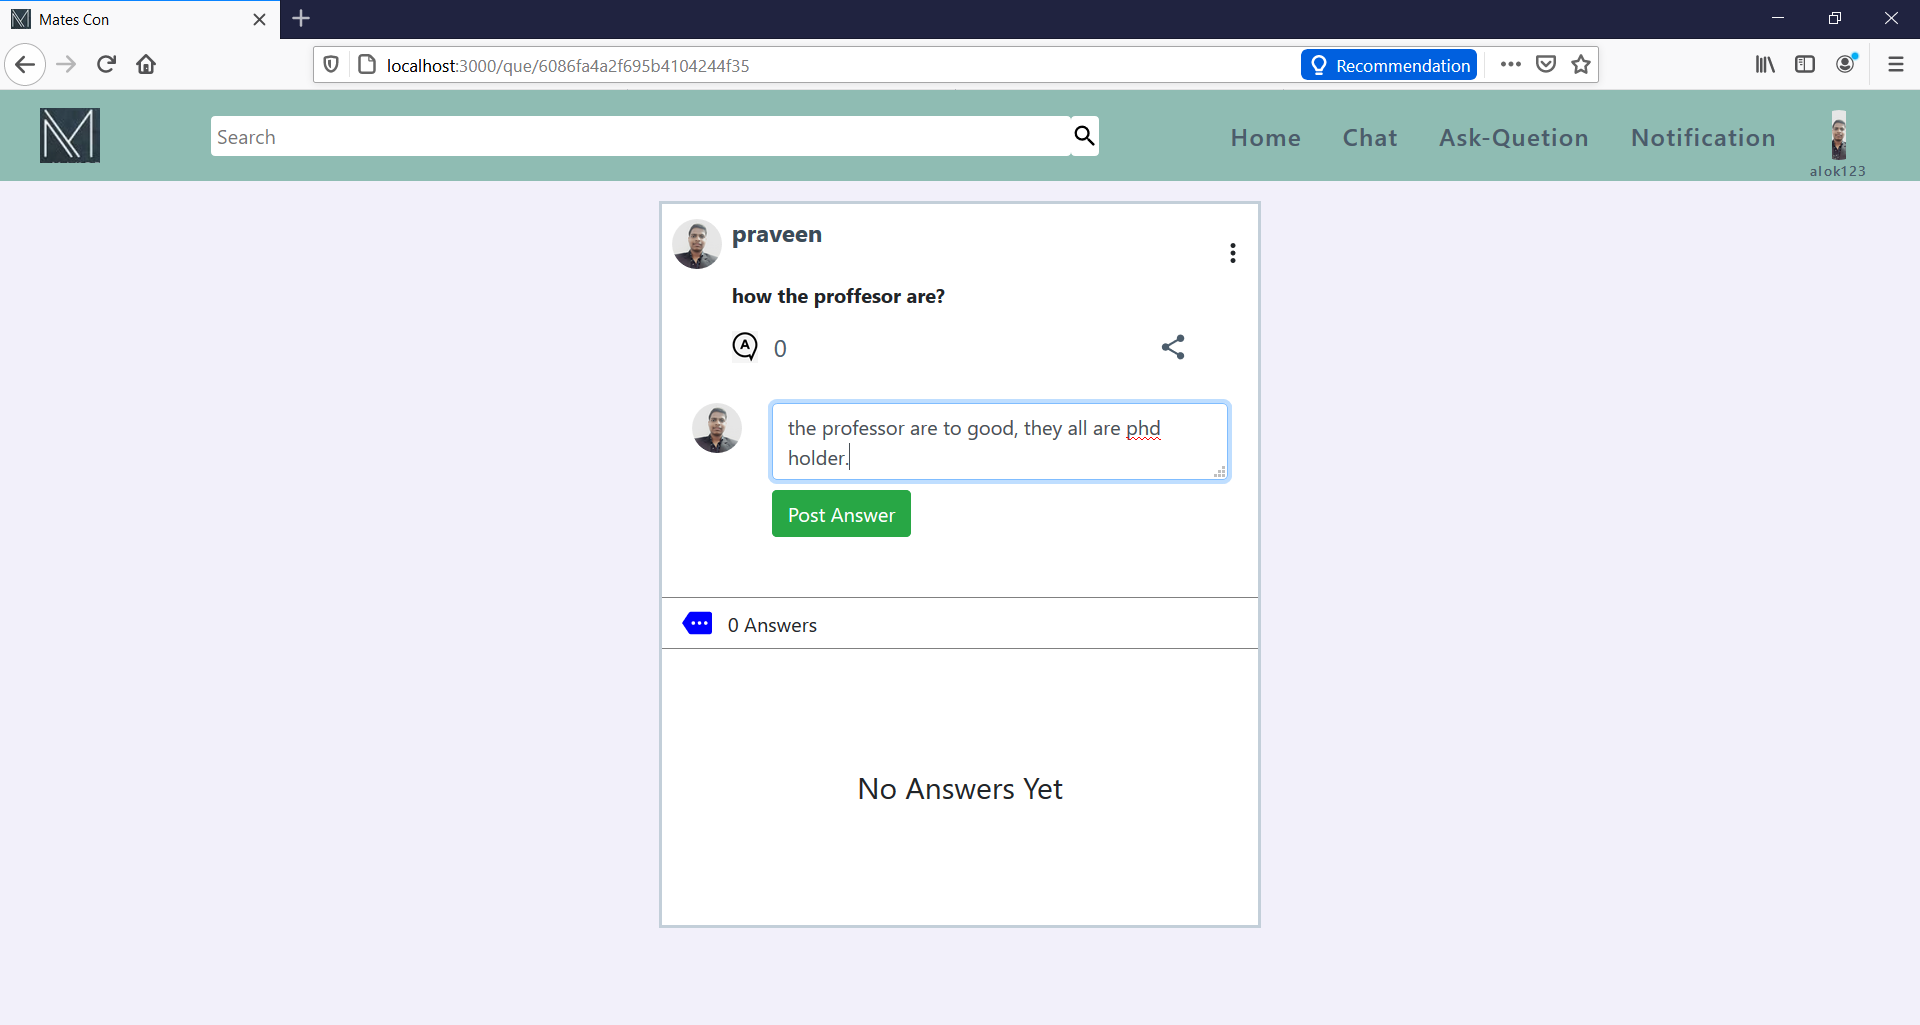 Mates Con
localhost:3000/que/6086fa4a2f695b4104244f35
Recommendation
M
Search
Home
Chat
Ask-Quetion
Notification
alok123
praveen
how the proffesor are?
A
0
the professor are to good, they all are phd
holder.
Post Answer
0 Answers
No Answers Yet